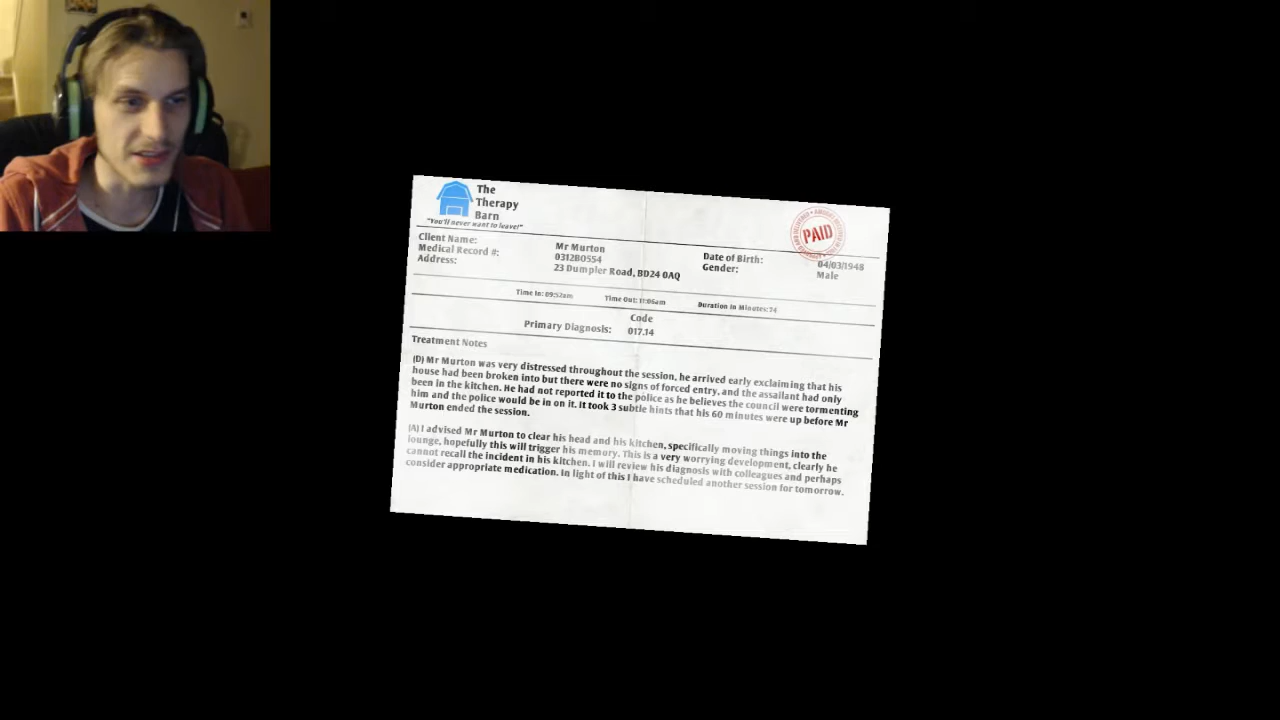 The
Therapy
Barn
"You'll never want to leave!"
PAID
Client Name: Mr Murton Date of Birth: 04/03/1948
Medical Record #: 0312B0554 Gender: Male
Address: 23 Dumpler Road, BD24 0AQ
Time In: 09:52am Time Out: 11:06am Duration in Minutes: 74
Code
Primary Diagnosis: 017.14
Treatment Notes
(D) Mr Murton was very distressed throughout the session, he arrived early exclaiming that his
house had been broken into but there were no signs of forced entry, and the assailant had only
been in the kitchen. He had not reported it to the police as he believes the council were tormenting
him and the police would be in on it. It took 3 subtle hints that his 60 minutes were up before Mr
Murton ended the session.
(A) I advised Mr Murton to clear his head and his kitchen, specifically moving things into the
lounge, hopefully this will trigger his memory. This is a very worrying development, clearly he
cannot recall the incident in his kitchen. I will review his diagnosis with colleagues and perhaps
consider appropriate medication. In light of this I have scheduled another session for tomorrow.